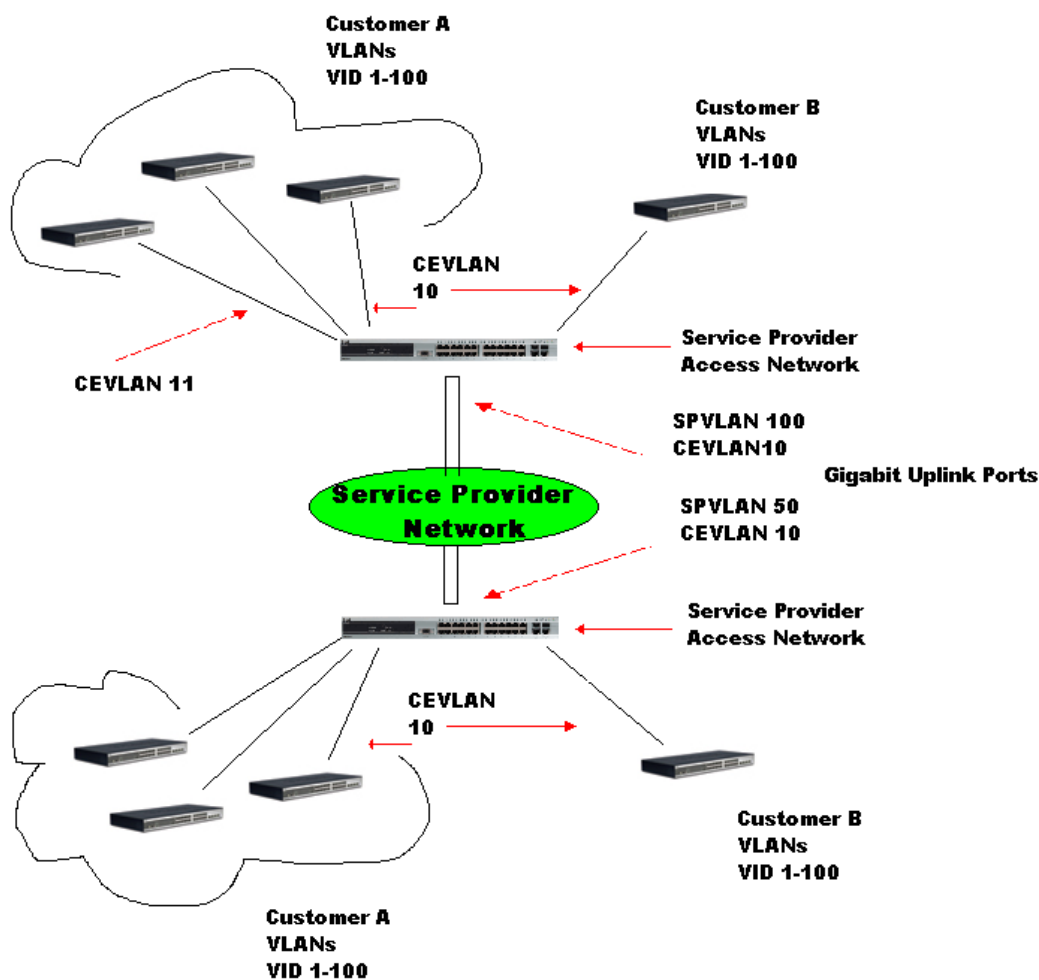 Customer A
VLANs
VID 1-100
Customer B
VLANs
VID 1-100
CEVLAN
10
Service Provider
Access Network
CEVLAN 11
SPVLAN 100
CEVLAN10
Gigabit Uplink Ports
Service Provider
Network
SPVLAN 50
CEVLAN 10
Service Provider
Access Network
CEVLAN
10
Customer B
VLANs
VID 1-100
Customer A
VLANs
VID 1-100